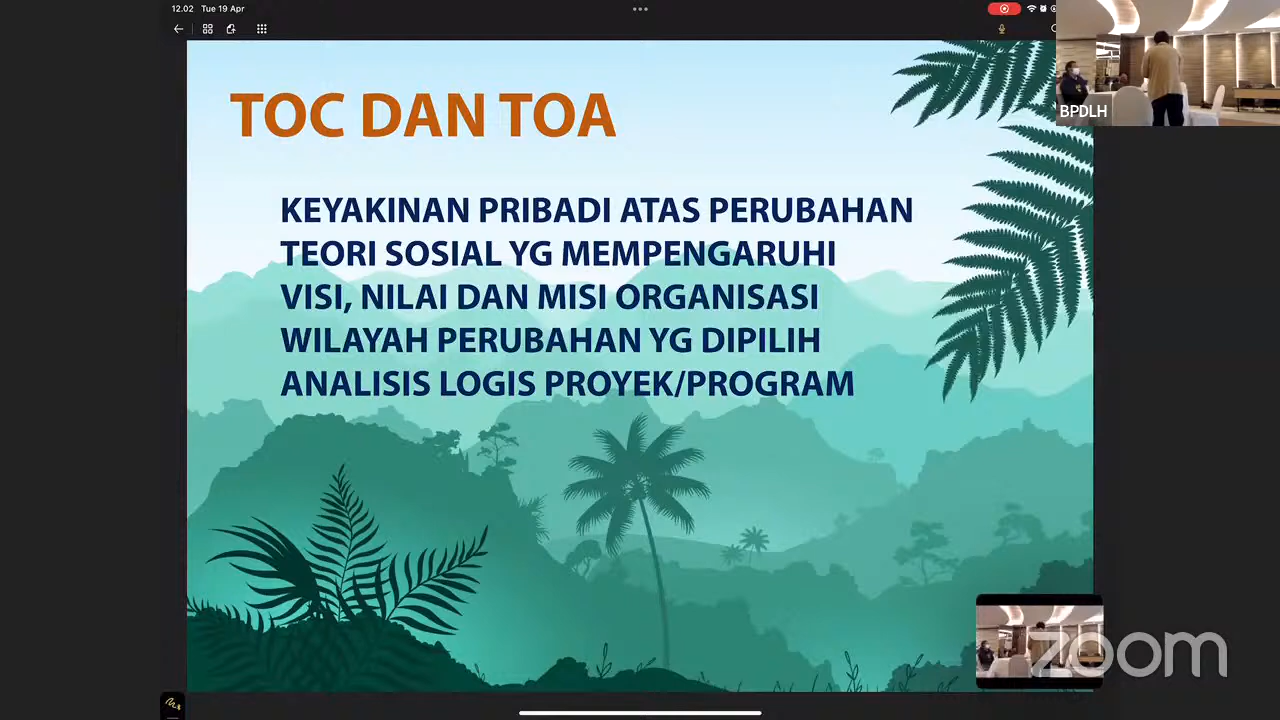 12.02 Tue 19 Apr
BPDLH
TOC DAN TOA
KEYAKINAN PRIBADI ATAS PERUBAHAN
TEORI SOSIAL YG MEMPENGARUHI
VISI, NILAI DAN MISI ORGANISASI
WILAYAH PERUBAHAN YG DIPILIH
ANALISIS LOGIS PROYEK/PROGRAM
zoom